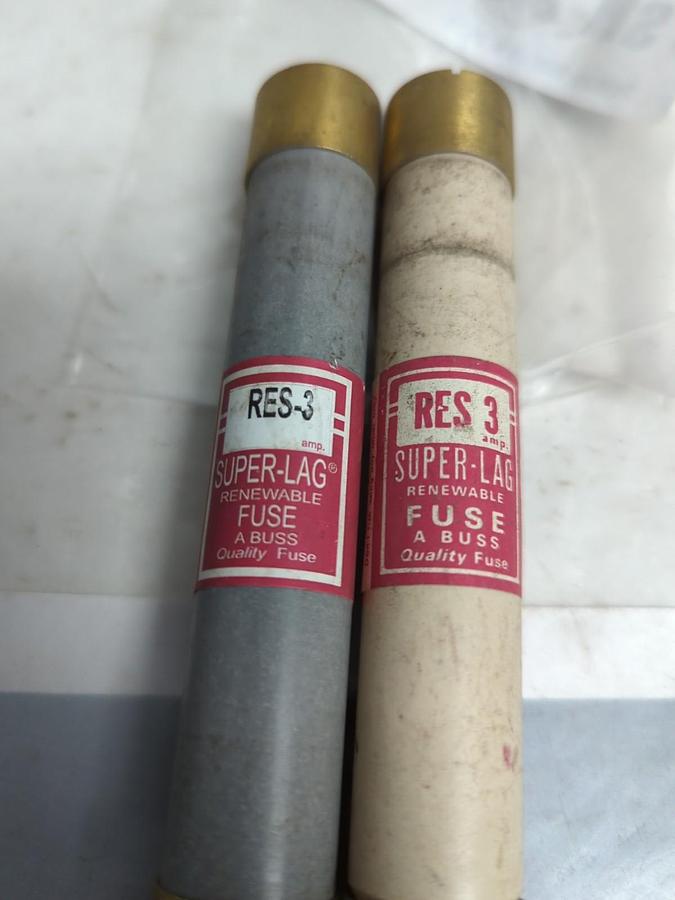 RES-3
amp.
SUPER-LAG®
RENEWABLE
FUSE
A BUSS
Quality Fuse
RES 3
amp.
SUPER-LAG
RENEWABLE
FUSE
A BUSS
Quality Fuse